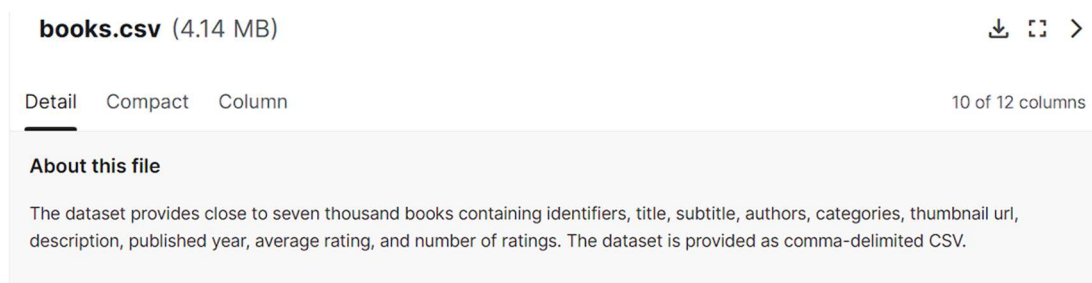 books.csv (4.14 MB)
Detail Compact Column 10 of 12 columns
About this file
The dataset provides close to seven thousand books containing identifiers, title, subtitle, authors, categories, thumbnail url,
description, published year, average rating, and number of ratings. The dataset is provided as comma-delimited CSV.